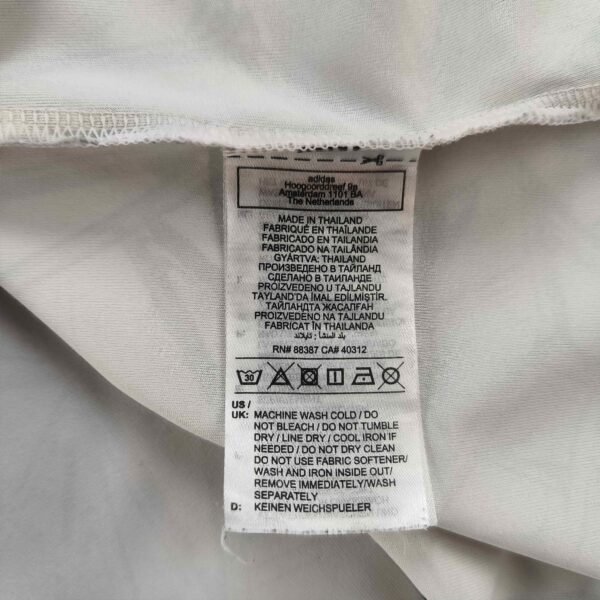 adidas
Hoogoorddreef 9a
Amsterdam 1101 BA
The Netherlands
MADE IN THAILAND
FABRIQUÉ EN THAÏLANDE
FABRICADO EN TAILANDIA
FABRICADO NA TAILÂNDIA
GYÁRTVA: THAILAND
ПРОИЗВЕДЕНО В ТАЙЛАНД
СДЕЛАНО В ТАИЛАНДЕ
PROIZVEDENO U TAJLANDU
TAYLAND'DA İMAL EDİLMİŞTİR.
ТАЙЛАНДТА ЖАСАЛҒАН
PROIZVEDENO NA TAJLANDU
FABRICAT ÎN THAILANDA
بلد المنشأ: تايلاند
RN# 88387 CA# 40312
30
US /
UK: MACHINE WASH COLD / DO
NOT BLEACH / DO NOT TUMBLE
DRY / LINE DRY / COOL IRON IF
NEEDED / DO NOT DRY CLEAN
DO NOT USE FABRIC SOFTENER/
WASH AND IRON INSIDE OUT/
REMOVE IMMEDIATELY/WASH
SEPARATELY
D: KEINEN WEICHSPUELER